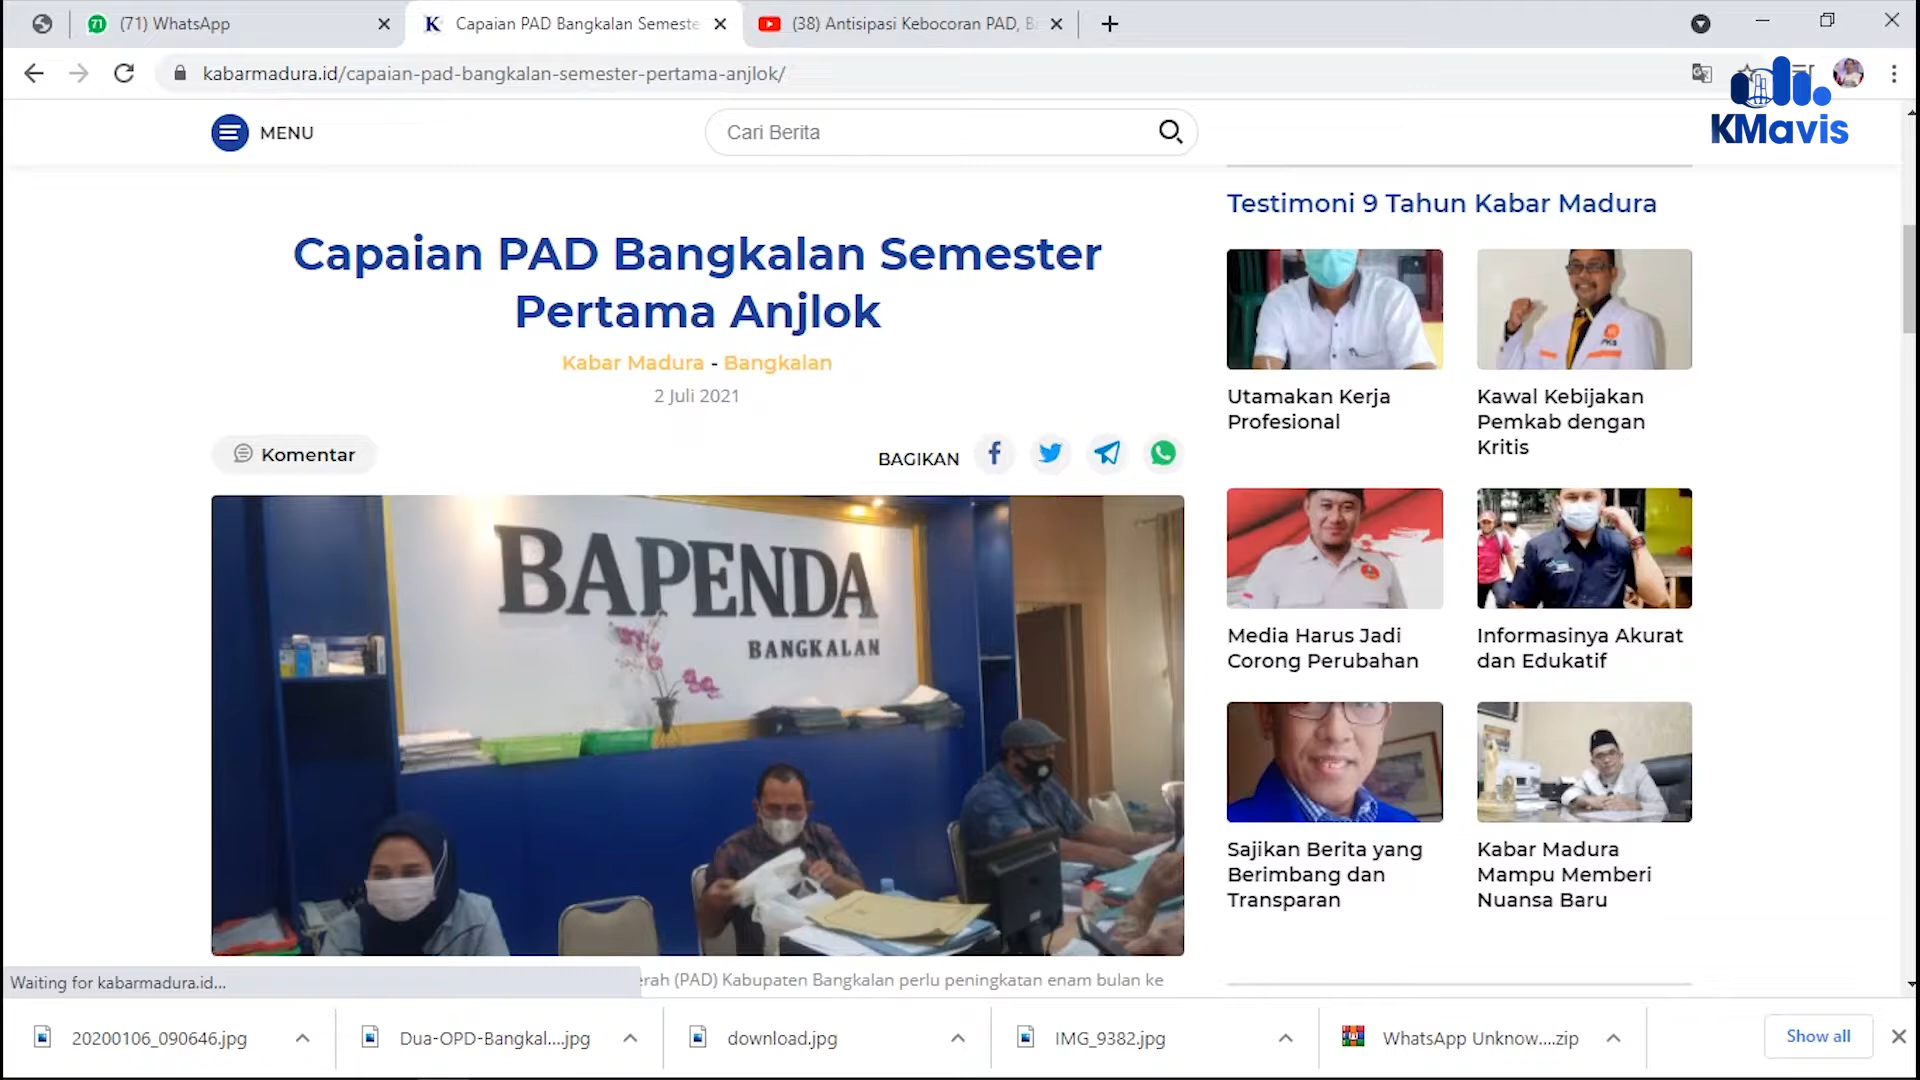 (71) WhatsApp
Capaian PAD Bangkalan Semeste
(38) Antisipasi Kebocoran PAD, B
kabarmadura.id/capaian-pad-bangkalan-semester-pertama-anjlok/
KMavis
MENU
Cari Berita
Capaian PAD Bangkalan Semester
Pertama Anjlok
Kabar Madura - Bangkalan
2 Juli 2021
Komentar
BAGIKAN
BAPENDA
BANGKALAN
erah (PAD) Kabupaten Bangkalan perlu peningkatan enam bulan ke
Testimoni 9 Tahun Kabar Madura
Utamakan Kerja
Profesional
Kawal Kebijakan
Pemkab dengan
Kritis
Media Harus Jadi
Corong Perubahan
Informasinya Akurat
dan Edukatif
Sajikan Berita yang
Berimbang dan
Transparan
Kabar Madura
Mampu Memberi
Nuansa Baru
Waiting for kabarmadura.id...
20200106_090646.jpg
Dua-OPD-Bangkal....jpg
download.jpg
IMG_9382.jpg
WhatsApp Unknow....zip
Show all